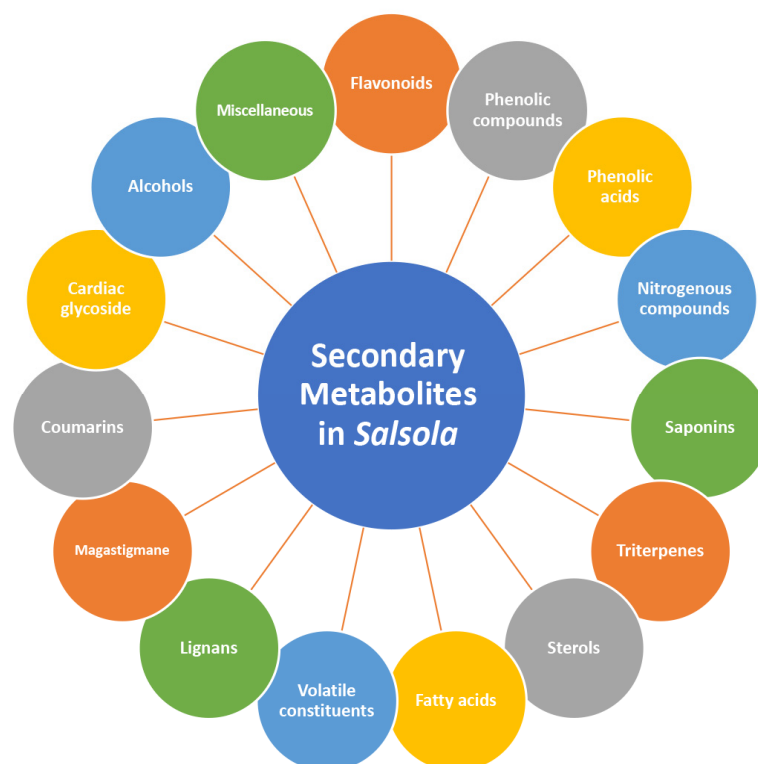 Secondary
Metabolites
in Salsola
Flavonoids
Phenolic
compounds
Phenolic
acids
Nitrogenous
compounds
Saponins
Triterpenes
Sterols
Fatty acids
Volatile
constituents
Lignans
Magastigmane
Coumarins
Cardiac
glycoside
Alcohols
Miscellaneous